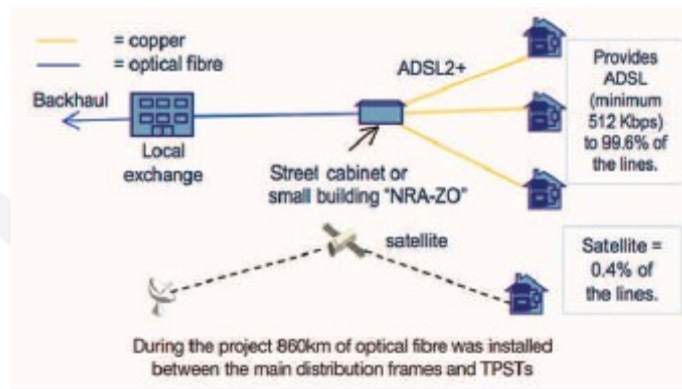 = copper
= optical fibre
Backhaul
Local
exchange
ADSL2+
Street cabinet or
small building "NRA-ZO"
Provides
ADSL
(minimum
512 Kbps)
to 99.6% of
the lines.
satellite
Satellite =
0.4% of
the lines.
During the project 860km of optical fibre was installed
between the main distribution frames and TPSTs